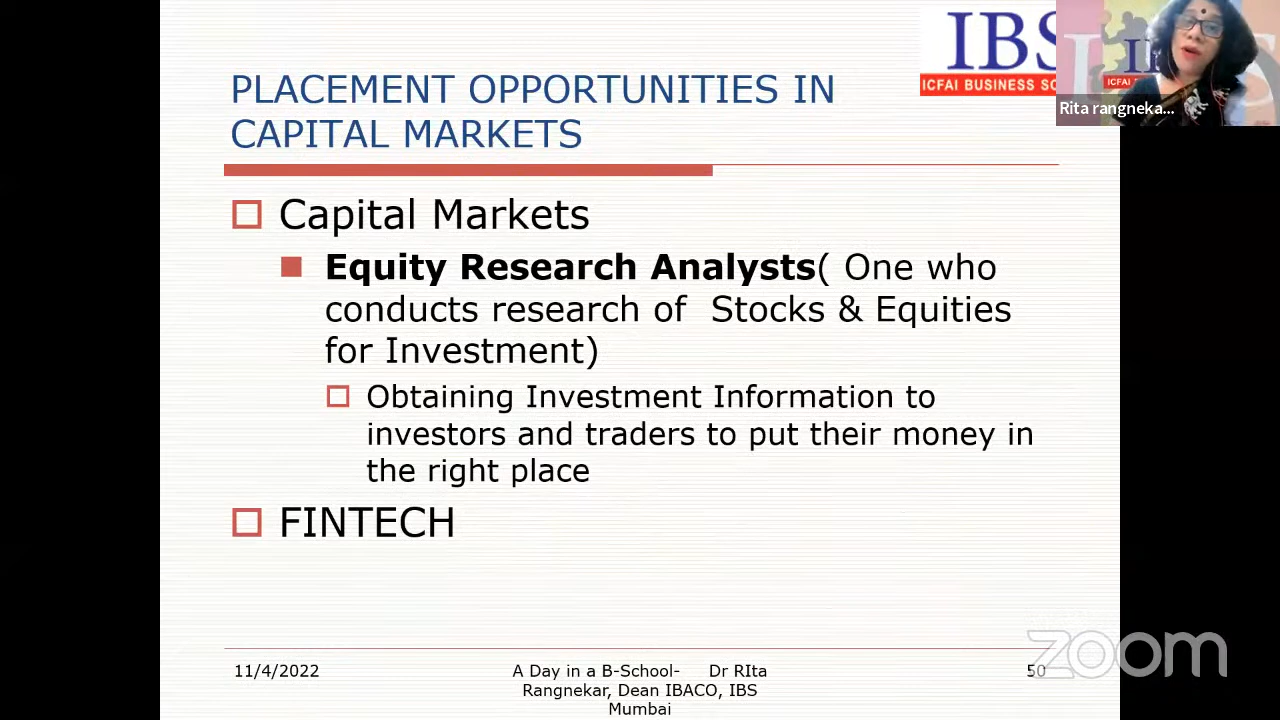 PLACEMENT OPPORTUNITIES IN
CAPITAL MARKETS
IBS
ICFAI BUSINESS SC
ICFAI
Rita rangneka...
Capital Markets
Equity Research Analysts( One who
conducts research of Stocks & Equities
for Investment)
Obtaining Investment Information to
investors and traders to put their money in
the right place
FINTECH
11/4/2022
A Day in a B-School- Dr RIta
Rangnekar, Dean IBACO, IBS
Mumbai
50
zoom